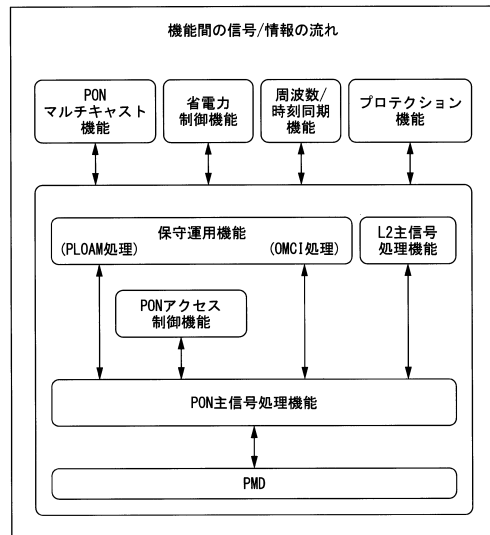 機能間の信号/情報の流れ
PON
マルチキャスト
機能
省電力
制御機能
周波数/
時刻同期
機能
プロテクション
機能
保守運用機能
(PLOAM処理)
(OMCI処理)
L2主信号
処理機能
PONアクセス
制御機能
PON主信号処理機能
PMD